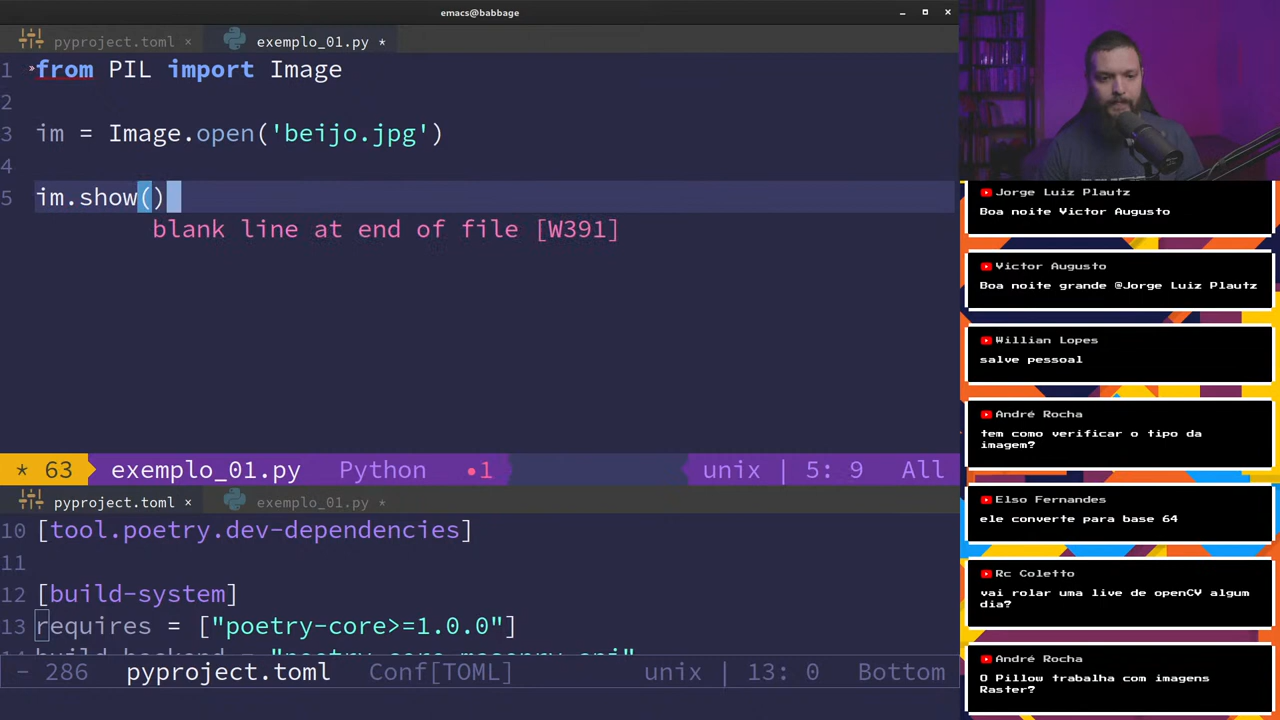 emacs@babbage
pyproject.toml × exemplo_01.py *
1 from PIL import Image
2
3 im = Image.open('beijo.jpg')
4
5 im.show()
blank line at end of file [W391]
* 63 exemplo_01.py Python •1 unix | 5: 9 All
pyproject.toml × exemplo_01.py *
10 [tool.poetry.dev-dependencies]
11
12 [build-system]
13 requires = ["poetry-core>=1.0.0"]
- 286 pyproject.toml Conf[TOML] unix | 13: 0 Bottom
Jorge Luiz Plautz
Boa noite Victor Augusto
Victor Augusto
Boa noite grande @Jorge Luiz Plautz
Willian Lopes
salve pessoal
André Rocha
tem como verificar o tipo da
imagem?
Elso Fernandes
ele converte para base 64
Rc Coletto
vai rolar uma live de openCV algum
dia?
André Rocha
O Pillow trabalha com imagens
Raster?